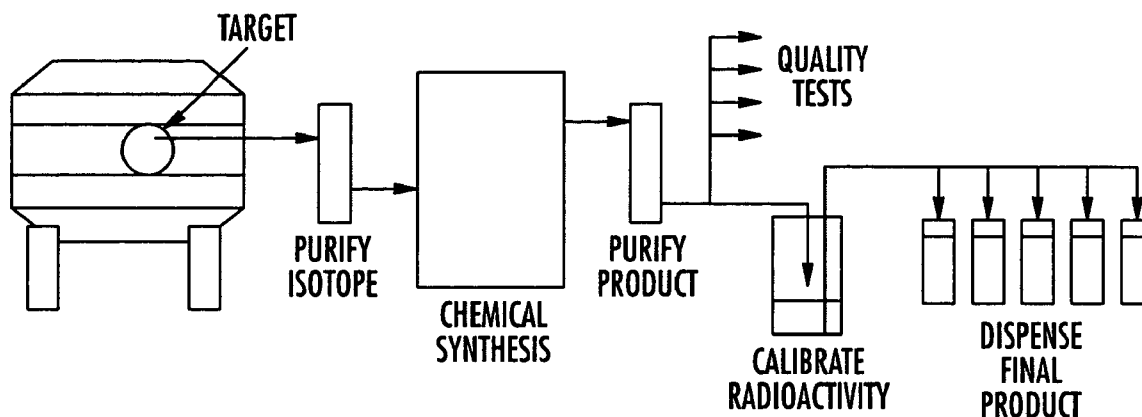 TARGET
PURIFY
ISOTOPE
CHEMICAL
SYNTHESIS
PURIFY
PRODUCT
QUALITY
TESTS
CALIBRATE
RADIOACTIVITY
DISPENSE
FINAL
PRODUCT